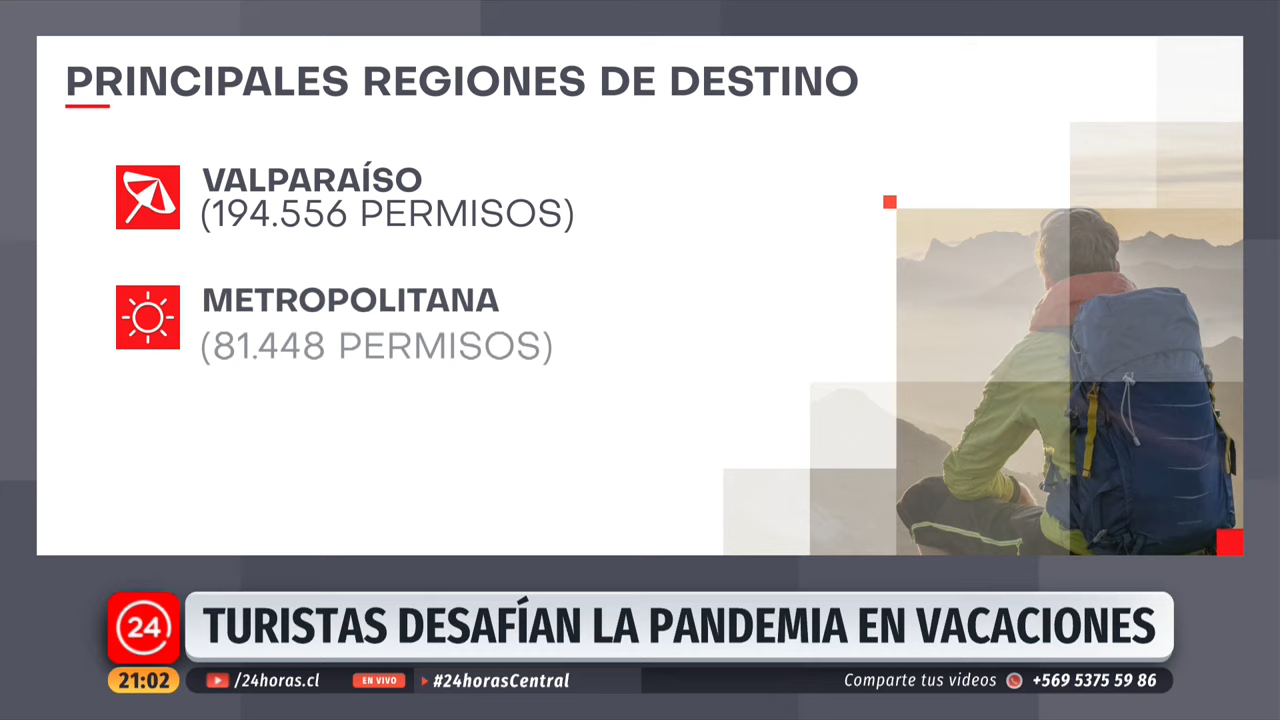 PRINCIPALES REGIONES DE DESTINO
VALPARAÍSO
(194.556 PERMISOS)
METROPOLITANA
(81.448 PERMISOS)
24 TURISTAS DESAFÍAN LA PANDEMIA EN VACACIONES
21:02 /24horas.cl EN VIVO #24horasCentral Comparte tus videos +569 5375 59 86